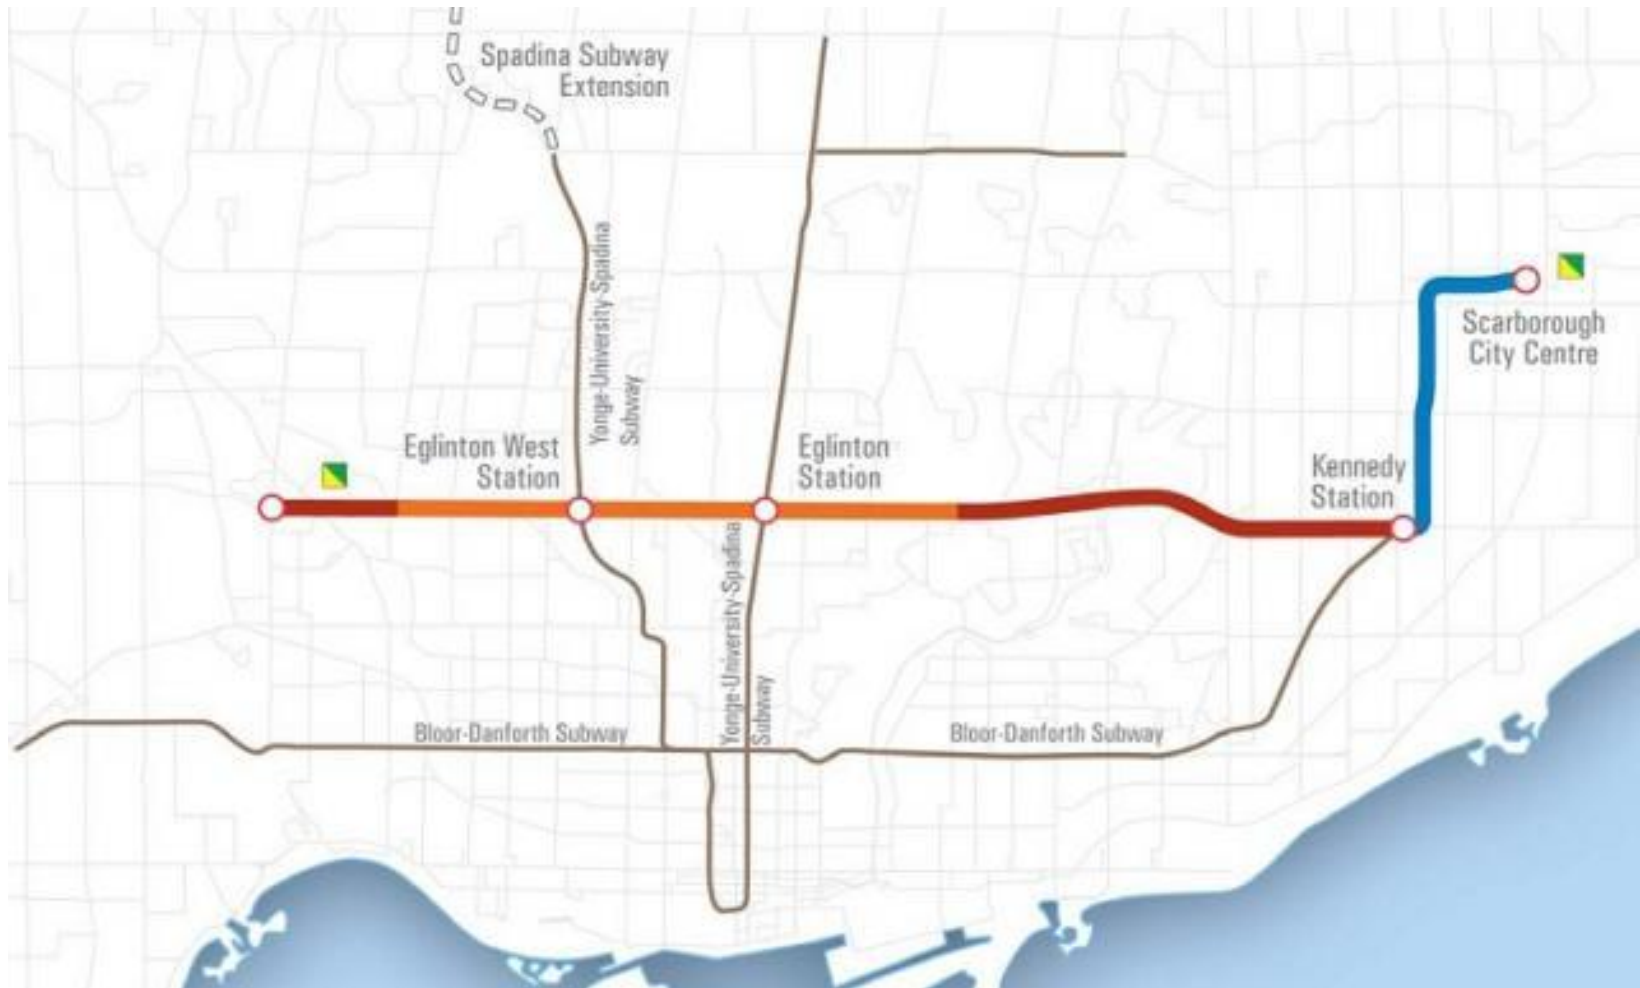 Spadina Subway
Extension
Yonge-University-Spadina
Subway
Scarborough
City Centre
Eglinton West
Station
Eglinton
Station
Kennedy
Station
Yonge-University-Spadina
Subway
Bloor-Danforth Subway
Bloor-Danforth Subway